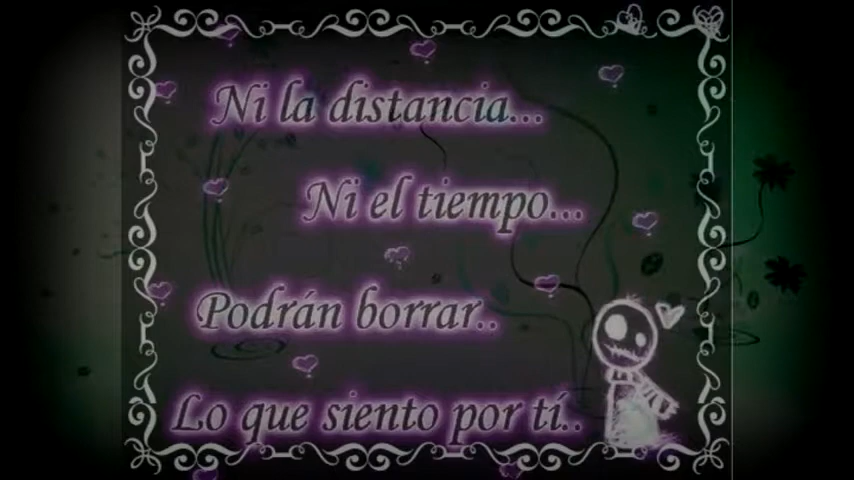 Ni la distancia...
Ni el tiempo...
Podrán borrar..
Lo que siento por tí..